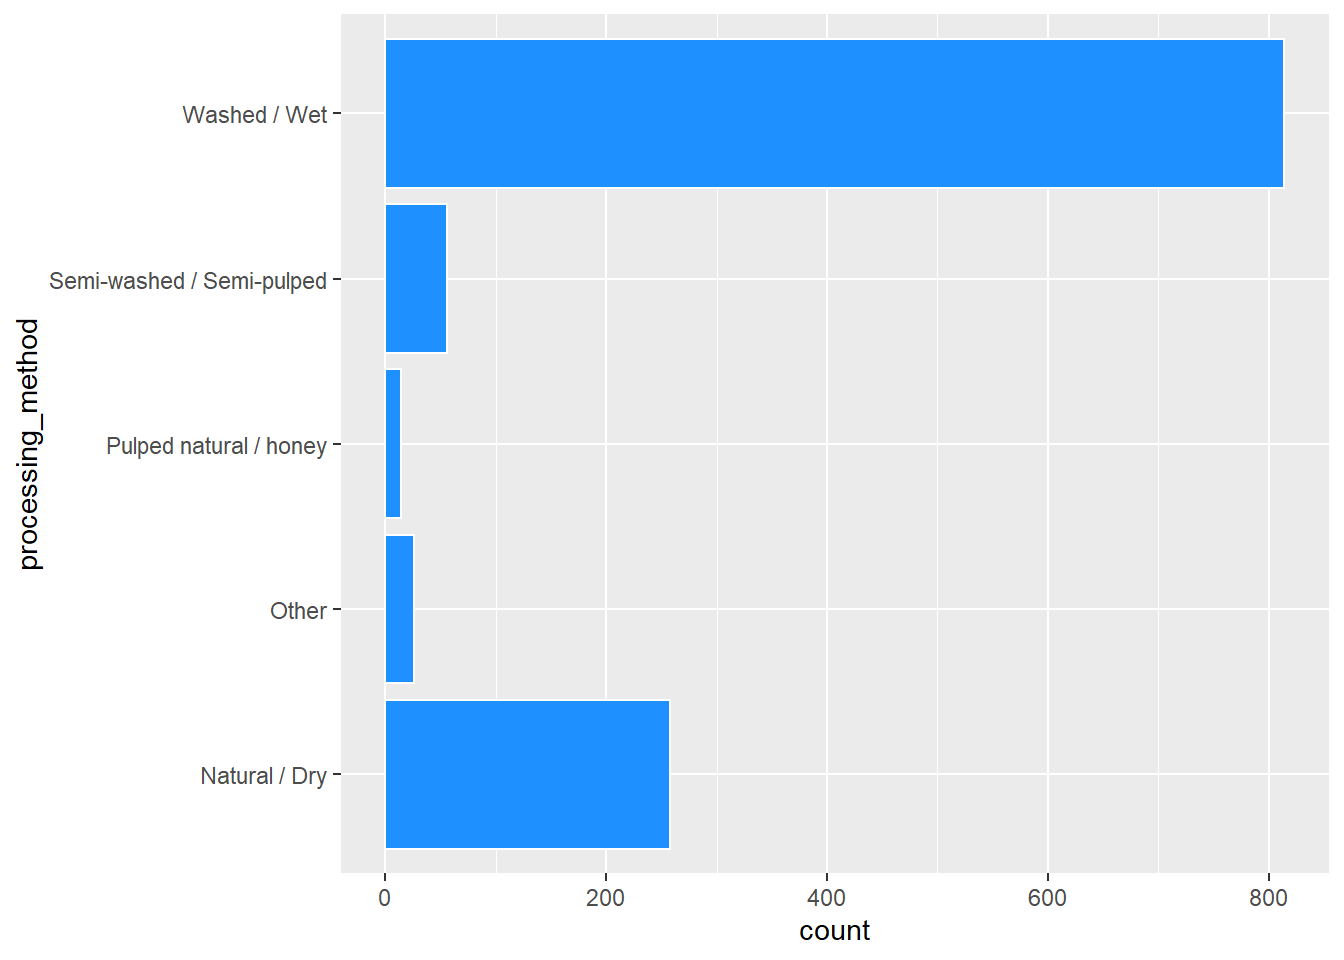 processing_method
Washed / Wet
Semi-washed / Semi-pulped
Pulped natural / honey
Other
Natural / Dry
0 200 400 600 800
count